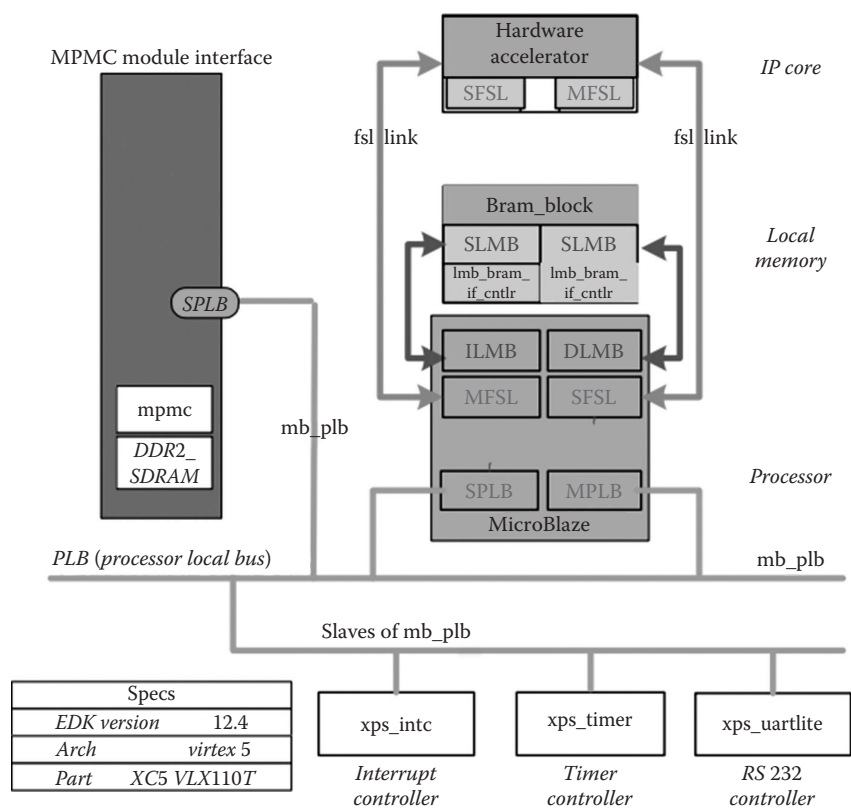 MPMC module interface
Hardware
accelerator
SFSL
MFSL
IP core
fsl link
fsl link
Bram_block
SLMB
SLMB
lmb_bram_
if_cntlr
lmb_bram_
if_cntlr
Local
memory
SPLB
ILMB
DLMB
MFSL
SFSL
mpmc
DDR2_
SDRAM
mb_plb
SPLB
MPLB
MicroBlaze
Processor
PLB (processor local bus)
mb_plb
Slaves of mb_plb
Specs
EDK version 12.4
Arch virtex 5
Part XC5 VLX110T
xps_intc
xps_timer
xps_uartlite
Interrupt
controller
Timer
controller
RS 232
controller